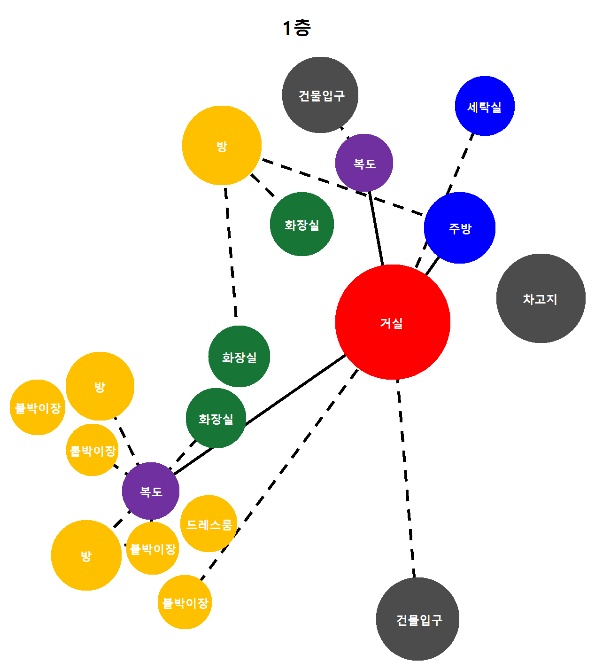 1층
건물입구
세탁실
방
복도
화장실
주방
차고지
거실
화장실
방
붙박이장
화장실
붙박이장
복도
드레스룸
방
붙박이장
붙박이장
건물입구